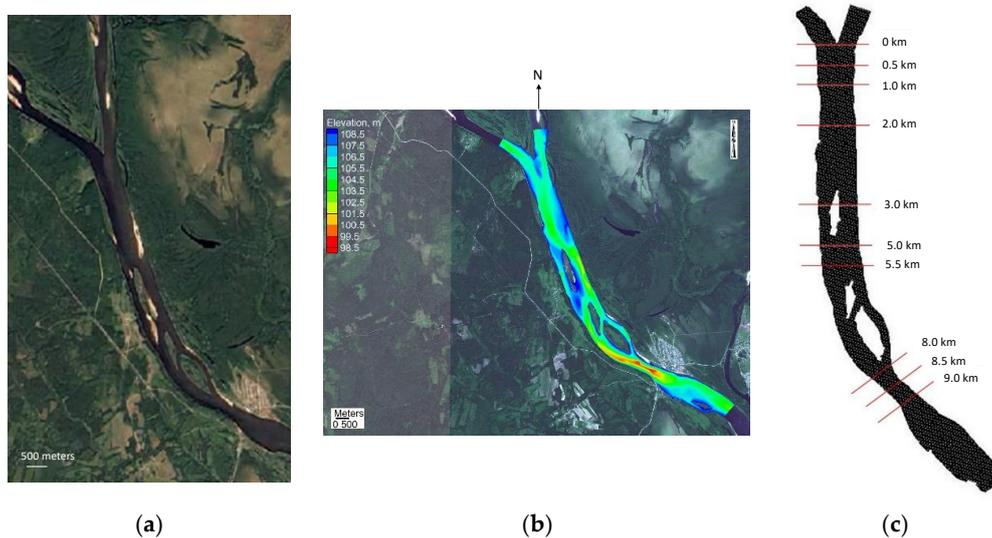 500 meters
(a)
N
Elevation, m
108.5
107.5
106.5
105.5
104.5
103.5
102.5
101.5
100.5
99.5
98.5
Meters
0 500
(b)
0 km
0.5 km
1.0 km
2.0 km
3.0 km
5.0 km
5.5 km
8.0 km
8.5 km
9.0 km
(c)